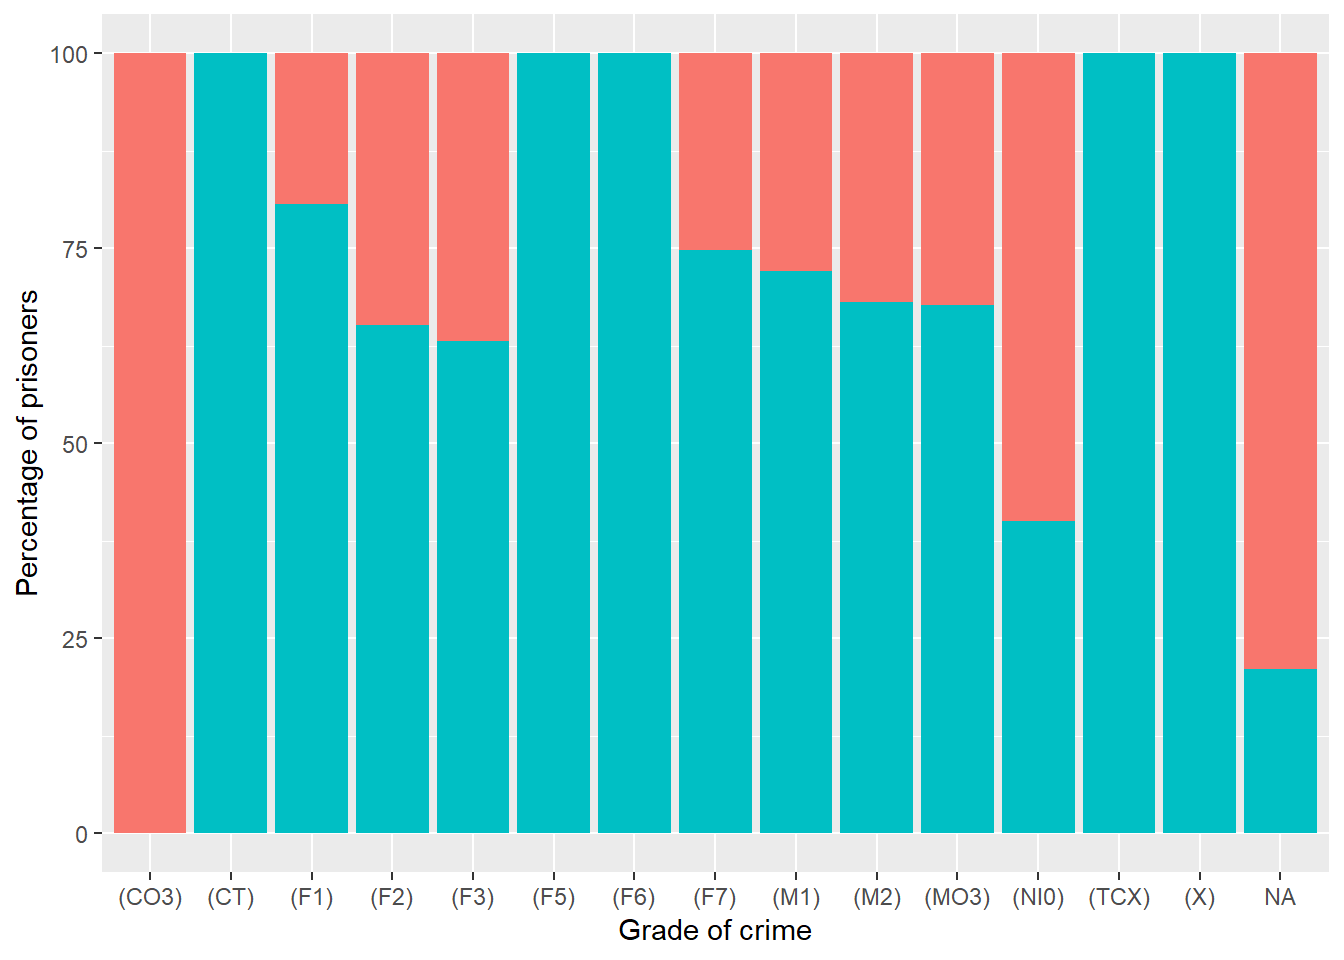 Percentage of prisoners
100
75
50
25
0
(CO3) (CT) (F1) (F2) (F3) (F5) (F6) (F7) (M1) (M2) (MO3) (NI0) (TCX) (X) NA
Grade of crime